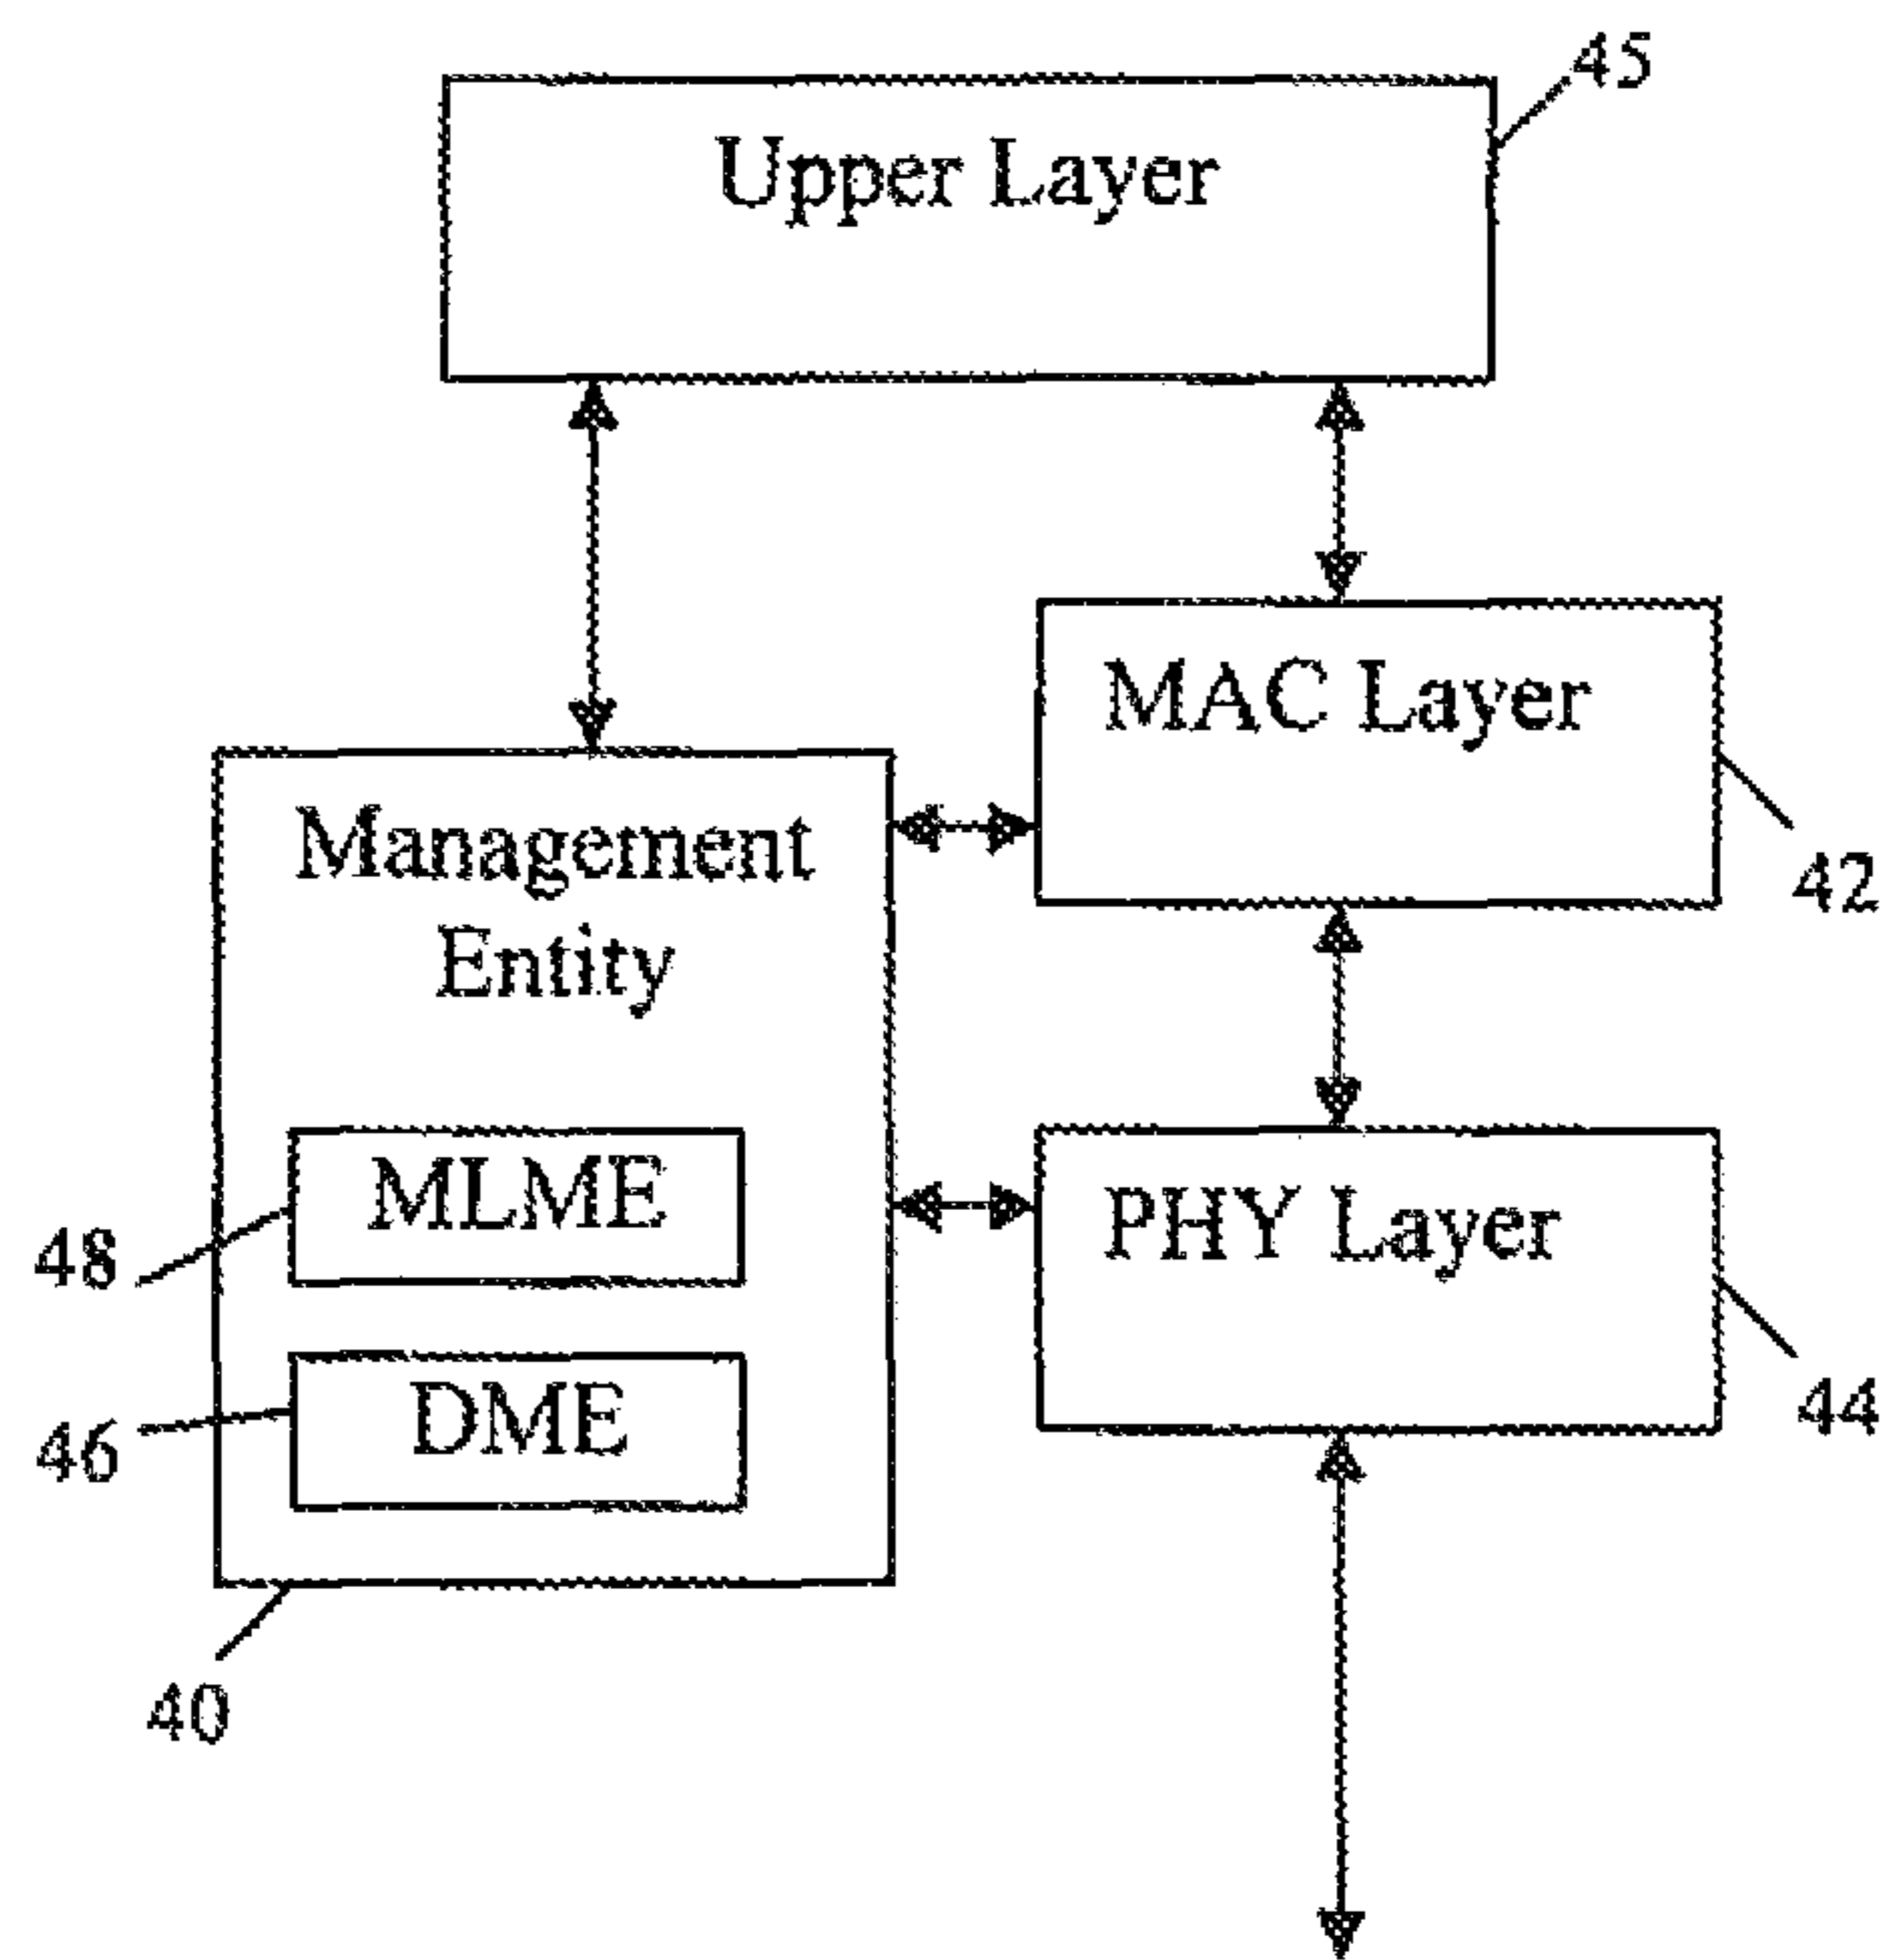 45
Upper Layer
MAC Layer
42
Management
Entity
MLME
48
PHY Layer
44
DME
46
40